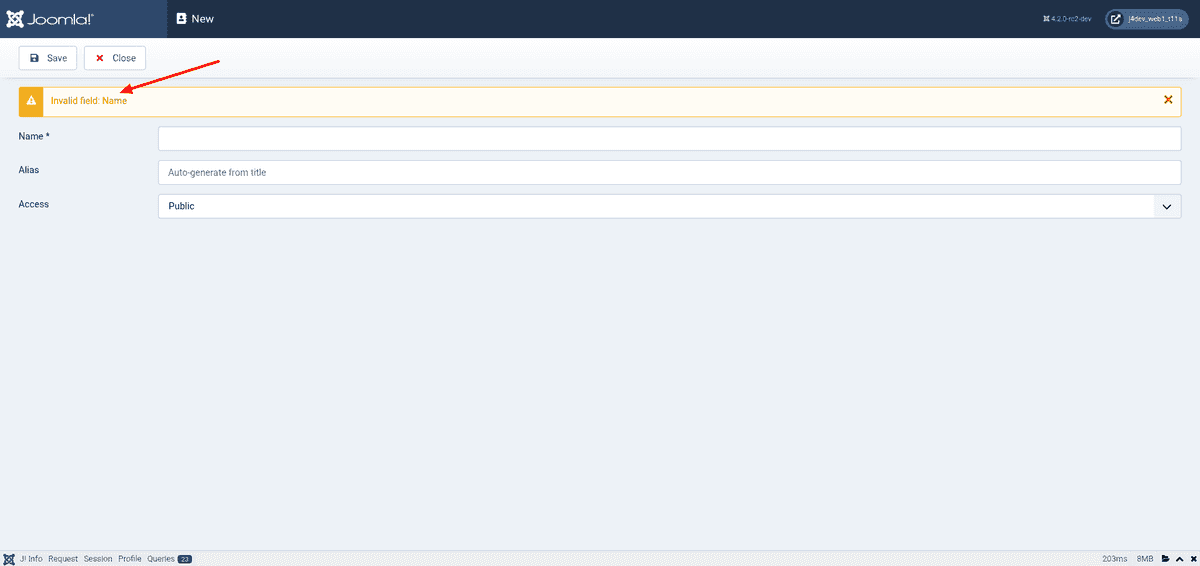 Joomla!® New 4.2.0-rc2-dev j4dev_web1_t11s
Save Close
Invalid field: Name
Name *
Alias Auto-generate from title
Access Public
J! Info Request Session Profile Queries 23 203ms 8MB